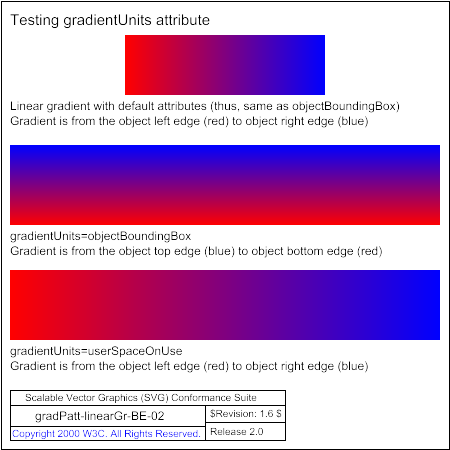 Testing gradientUnits attribute
Linear gradient with default attributes (thus, same as objectBoundingBox)
Gradient is from the object left edge (red) to object right edge (blue)
gradientUnits=objectBoundingBox
Gradient is from the object top edge (blue) to object bottom edge (red)
gradientUnits=userSpaceOnUse
Gradient is from the object left edge (red) to object right edge (blue)
Scalable Vector Graphics (SVG) Conformance Suite
gradPatt-linearGr-BE-02
$Revision: 1.6 $
Copyright 2000 W3C. All Rights Reserved.
Release 2.0